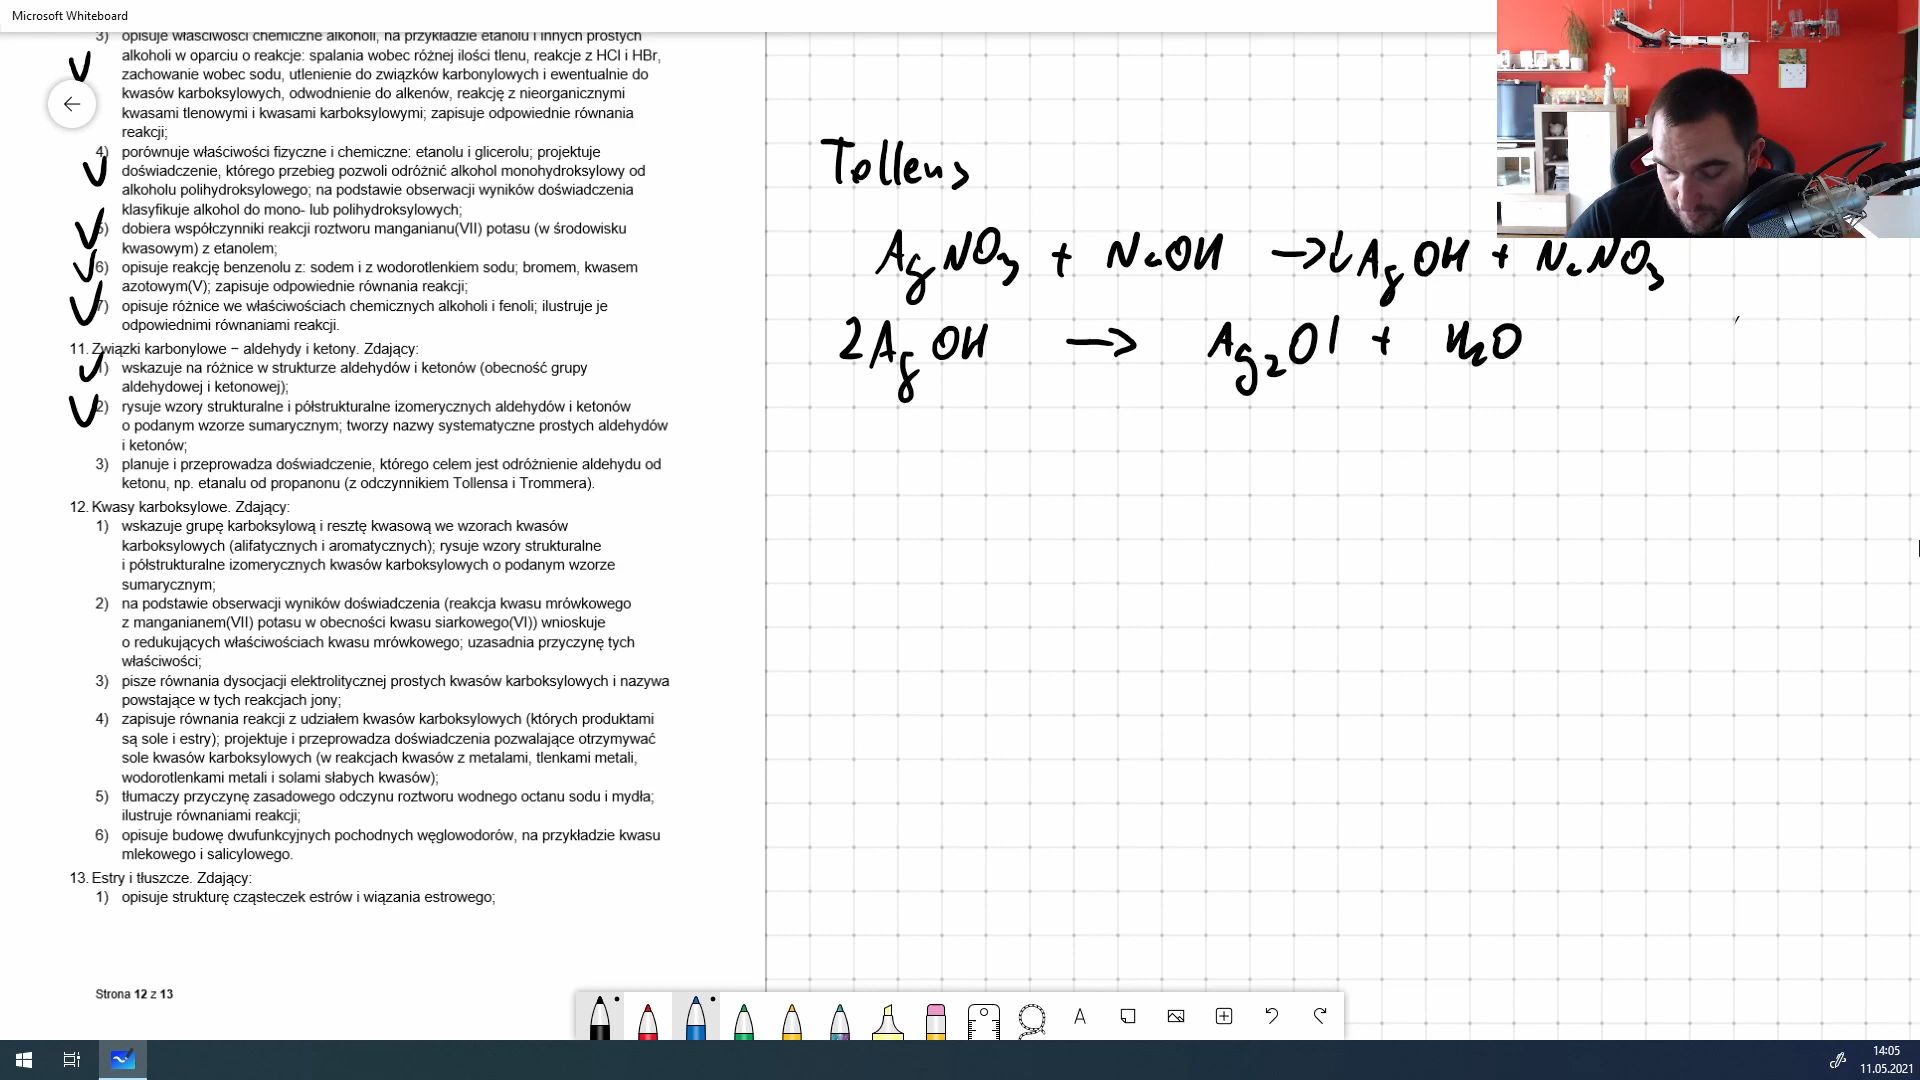 Microsoft Whiteboard
3) opisuje właściwości chemiczne alkoholi, na przykładzie etanolu i innych prostych
alkoholi w oparciu o reakcje: spalania wobec różnej ilości tlenu, reakcje z HCl i HBr,
zachowanie wobec sodu, utlenienie do związków karbonylowych i ewentualnie do
kwasów karboksylowych, odwodnienie do alkenów, reakcję z nieorganicznymi
kwasami tlenowymi i kwasami karboksylowymi; zapisuje odpowiednie równania
reakcji;
4) porównuje właściwości fizyczne i chemiczne: etanolu i glicerolu; projektuje
doświadczenie, którego przebieg pozwoli odróżnić alkohol monohydroksylowy od
alkoholu polihydroksylowego; na podstawie obserwacji wyników doświadczenia
klasyfikuje alkohol do mono- lub polihydroksylowych;
5) dobiera współczynniki reakcji roztworu manganianu(VII) potasu (w środowisku
kwasowym) z etanolem;
6) opisuje reakcję benzenolu z: sodem i z wodorotlenkiem sodu; bromem, kwasem
azotowym(V); zapisuje odpowiednie równania reakcji;
7) opisuje różnice we właściwościach chemicznych alkoholi i fenoli; ilustruje je
odpowiednimi równaniami reakcji.
11. Związki karbonylowe − aldehydy i ketony. Zdający:
1) wskazuje na różnice w strukturze aldehydów i ketonów (obecność grupy
aldehydowej i ketonowej);
2) rysuje wzory strukturalne i półstrukturalne izomerycznych aldehydów i ketonów
o podanym wzorze sumarycznym; tworzy nazwy systematyczne prostych aldehydów
i ketonów;
3) planuje i przeprowadza doświadczenie, którego celem jest odróżnienie aldehydu od
ketonu, np. etanalu od propanonu (z odczynnikiem Tollensa i Trommera).
12. Kwasy karboksylowe. Zdający:
1) wskazuje grupę karboksylową i resztę kwasową we wzorach kwasów
karboksylowych (alifatycznych i aromatycznych); rysuje wzory strukturalne
i półstrukturalne izomerycznych kwasów karboksylowych o podanym wzorze
sumarycznym;
2) na podstawie obserwacji wyników doświadczenia (reakcja kwasu mrówkowego
z manganianem(VII) potasu w obecności kwasu siarkowego(VI)) wnioskuje
o redukujących właściwościach kwasu mrówkowego; uzasadnia przyczynę tych
właściwości;
3) pisze równania dysocjacji elektrolitycznej prostych kwasów karboksylowych i nazywa
powstające w tych reakcjach jony;
4) zapisuje równania reakcji z udziałem kwasów karboksylowych (których produktami
są sole i estry); projektuje i przeprowadza doświadczenia pozwalające otrzymywać
sole kwasów karboksylowych (w reakcjach kwasów z metalami, tlenkami metali,
wodorotlenkami metali i solami słabych kwasów);
5) tłumaczy przyczynę zasadowego odczynu roztworu wodnego octanu sodu i mydła;
ilustruje równaniami reakcji;
6) opisuje budowę dwufunkcyjnych pochodnych węglowodorów, na przykładzie kwasu
mlekowego i salicylowego.
13. Estry i tłuszcze. Zdający:
1) opisuje strukturę cząsteczek estrów i wiązania estrowego;
Strona 12 z 13
Tollens
AgNO₃ + NaOH → ↓AgOH + NaNO₃
2AgOH → Ag₂O↓ + H₂O
14:05
11.05.2021